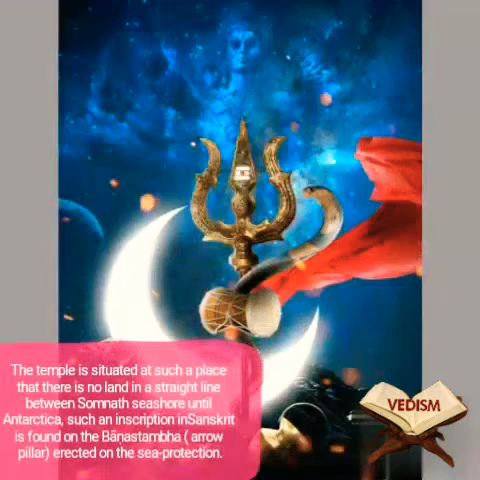 The temple is situated at such a place
that there is no land in a straight line
between Somnath seashore until
Antarctica, such an inscription inSanskrit
is found on the Bāṇastambha ( arrow
pillar) erected on the sea-protection.
VEDISM